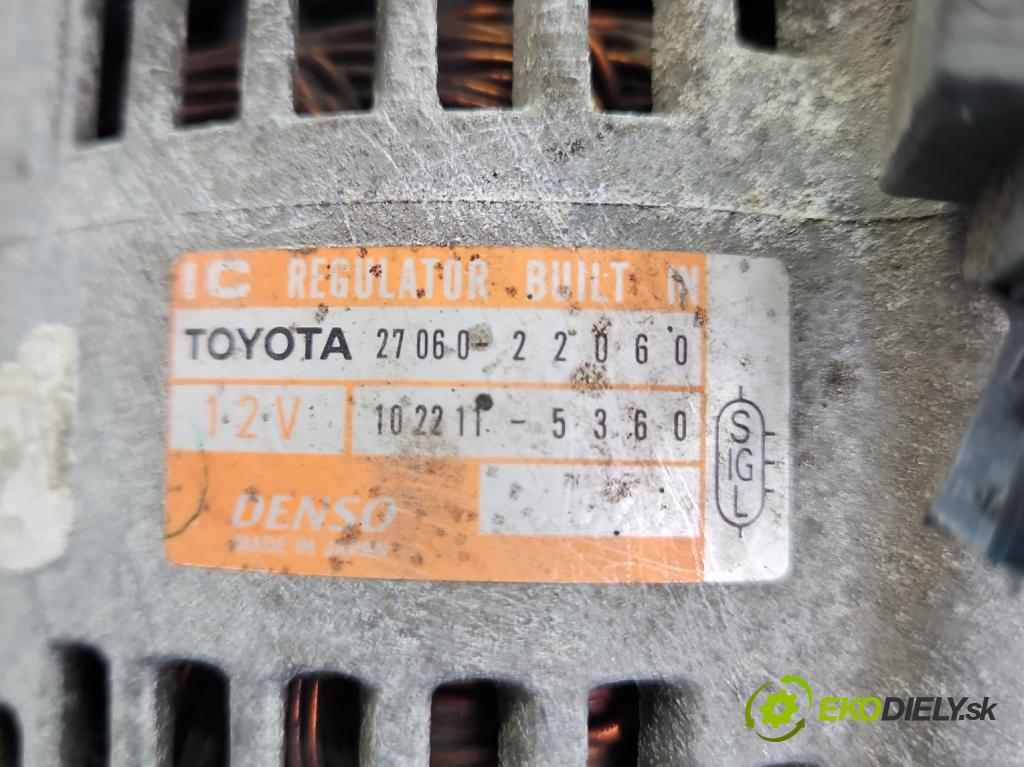 IC REGULATOR BUILT IN
TOYOTA 27060-22060
12V 102211-5360
DENSO
MADE IN JAPAN
S
IG
L
EKODIELY.sk